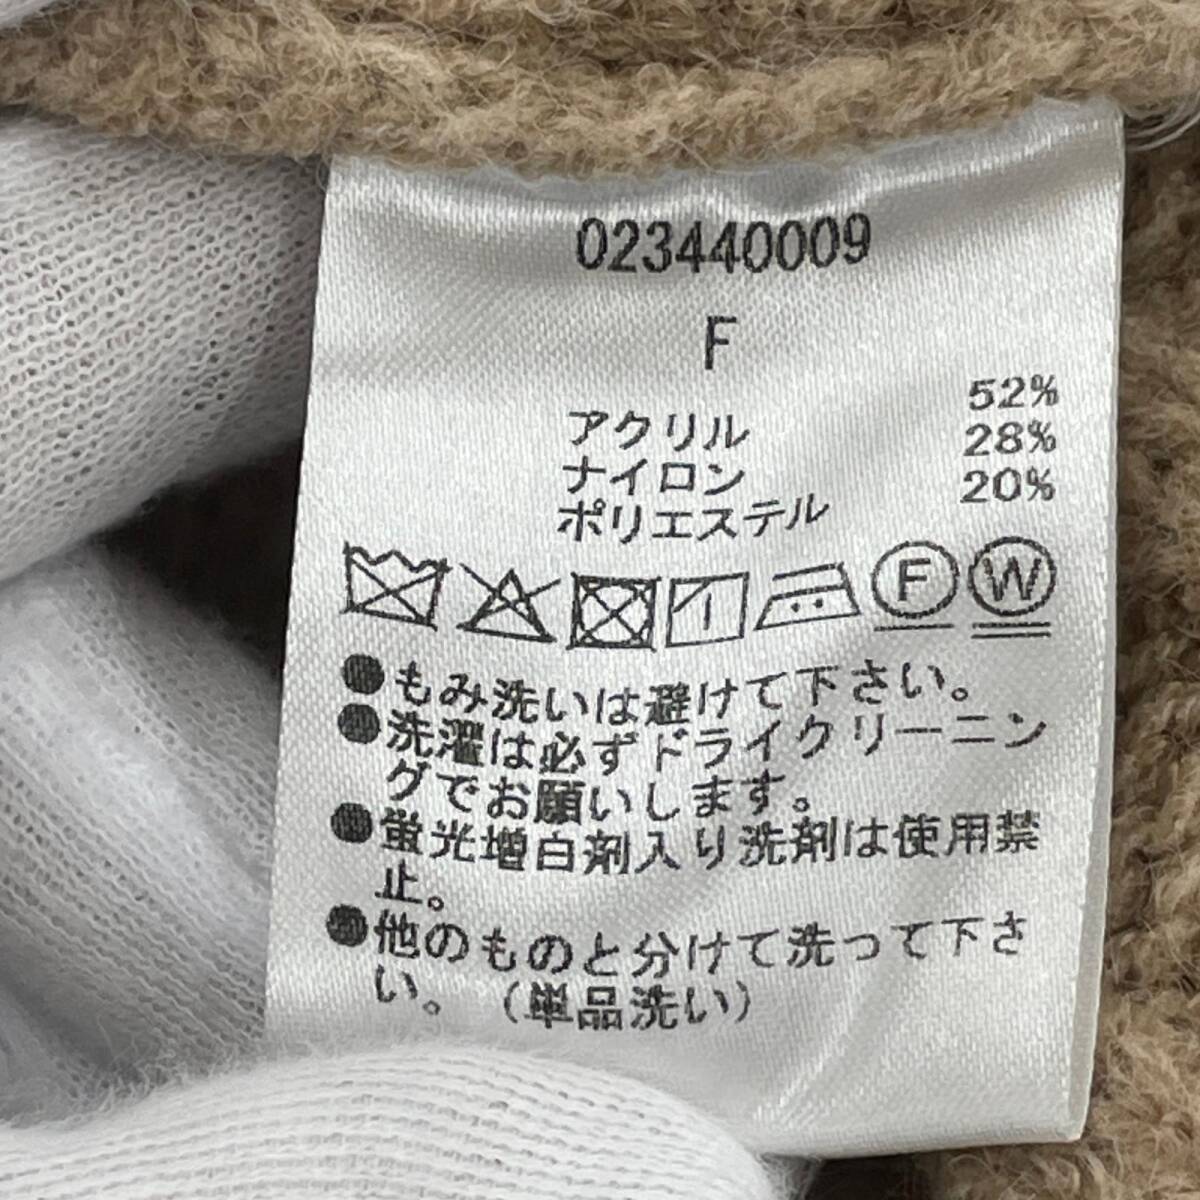 023440009
F
アクリル 52%
ナイロン 28%
ポリエステル 20%
F W
●もみ洗いは避けて下さい。
●洗濯は必ずドライクリーニン
グでお願いします。
●蛍光増白剤入り洗剤は使用禁
止。
●他のものと分けて洗って下さ
い。(単品洗い)